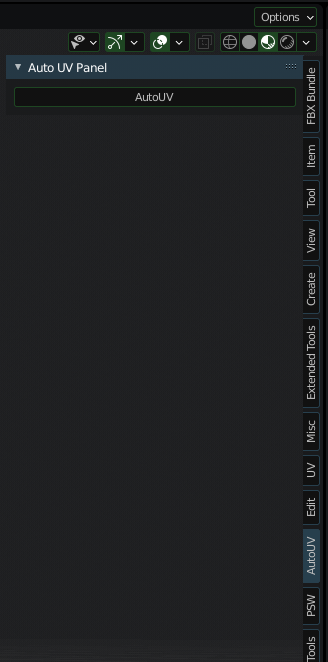 Options
Auto UV Panel
AutoUV
FBX Bundle
Item
Tool
View
Create
Extended Tools
Misc
UV
Edit
AutoUV
PSW
Tools